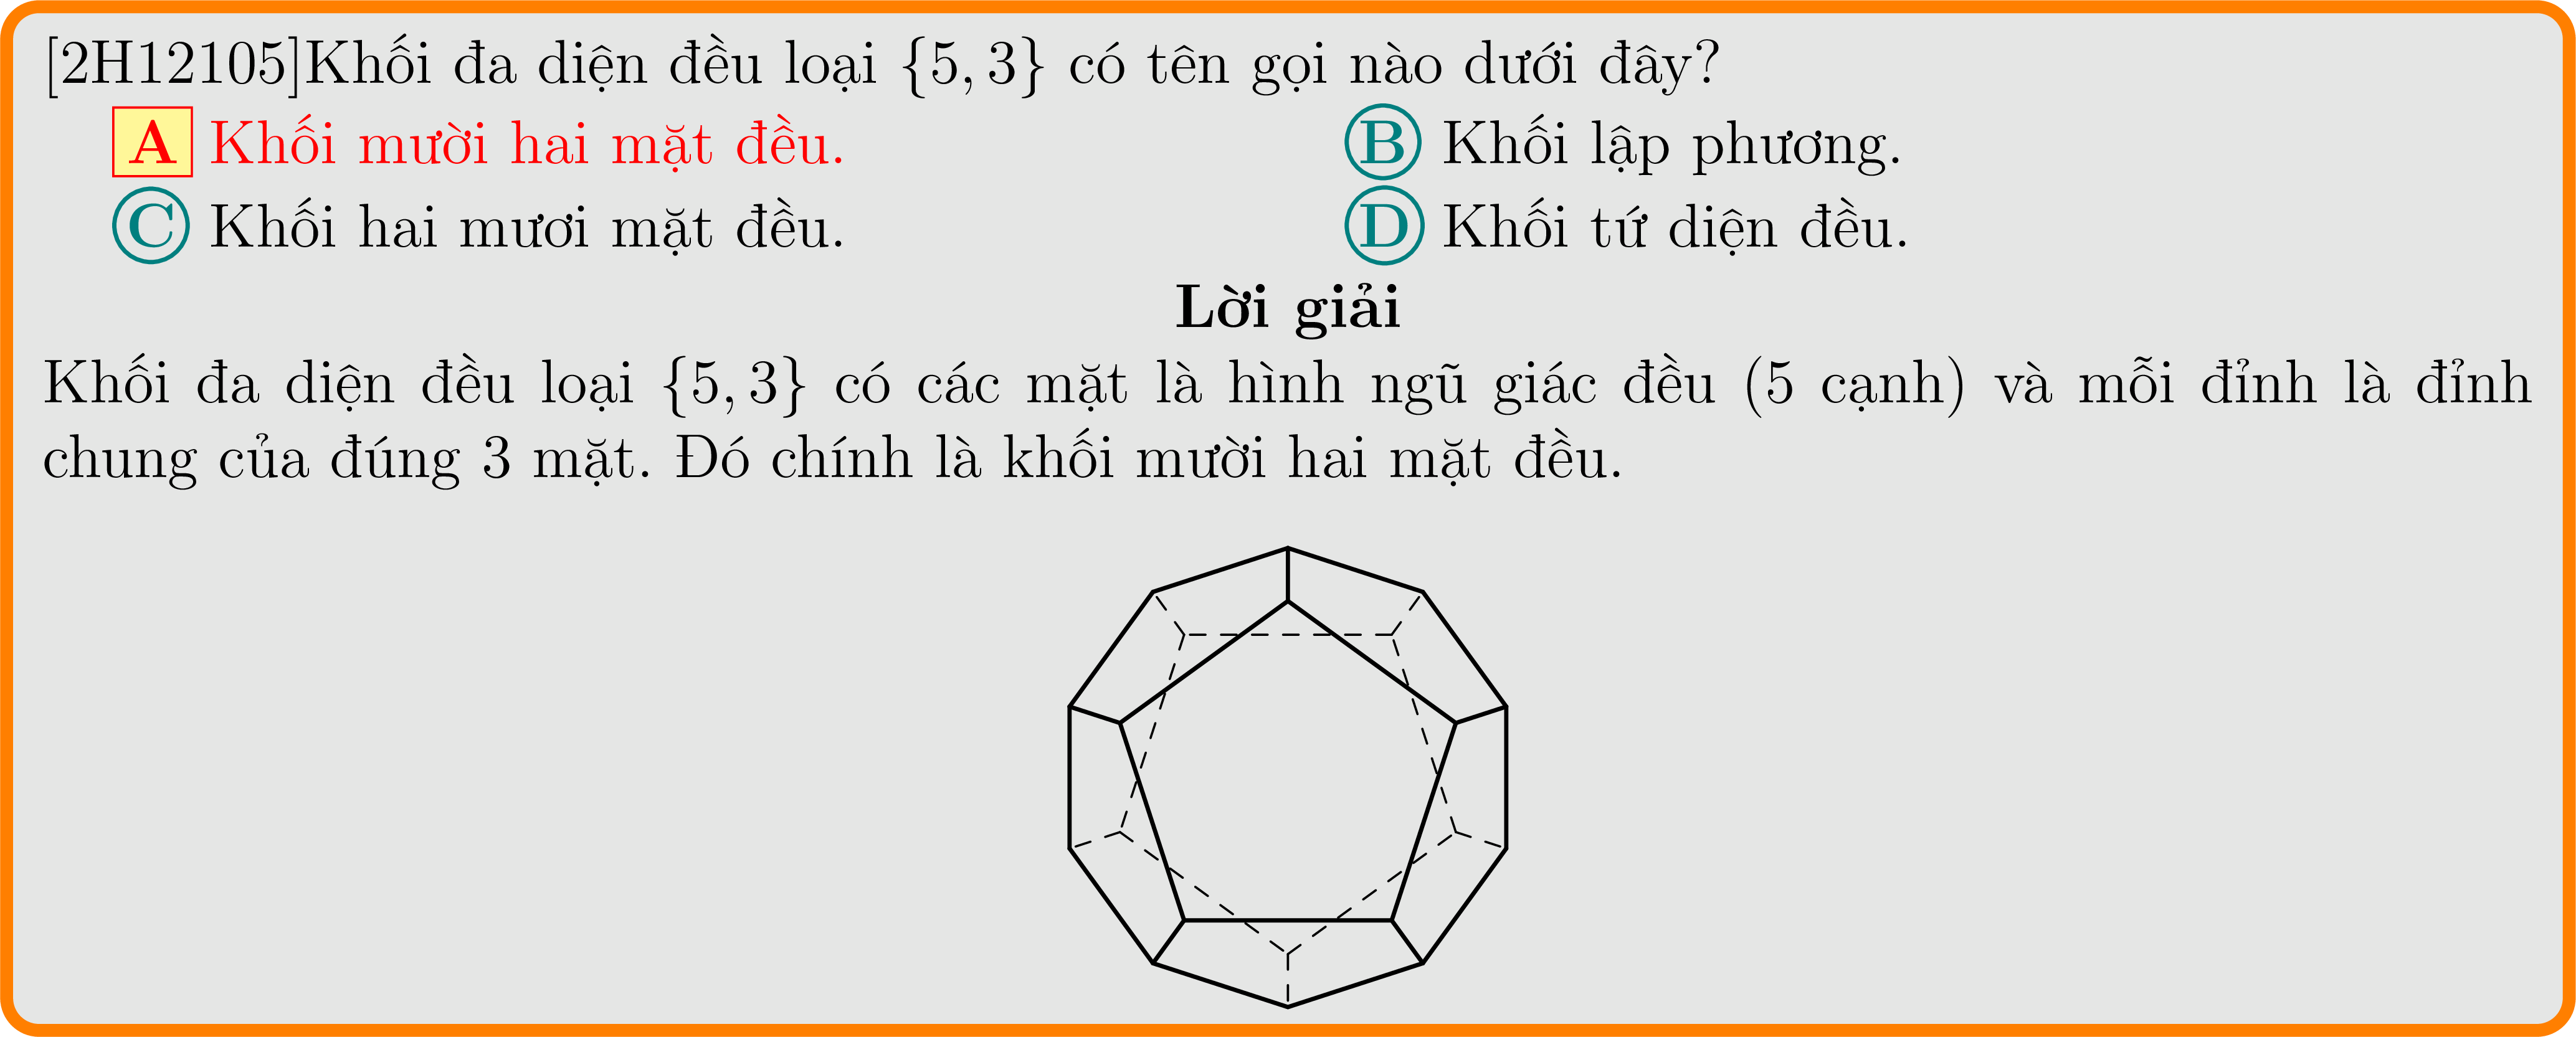 [2H12105]Khối đa diện đều loại {5, 3} có tên gọi nào dưới đây?
A Khối mười hai mặt đều. B Khối lập phương.
C Khối hai mươi mặt đều. D Khối tứ diện đều.
Lời giải
Khối đa diện đều loại {5, 3} có các mặt là hình ngũ giác đều (5 cạnh) và mỗi đỉnh là đỉnh
chung của đúng 3 mặt. Đó chính là khối mười hai mặt đều.